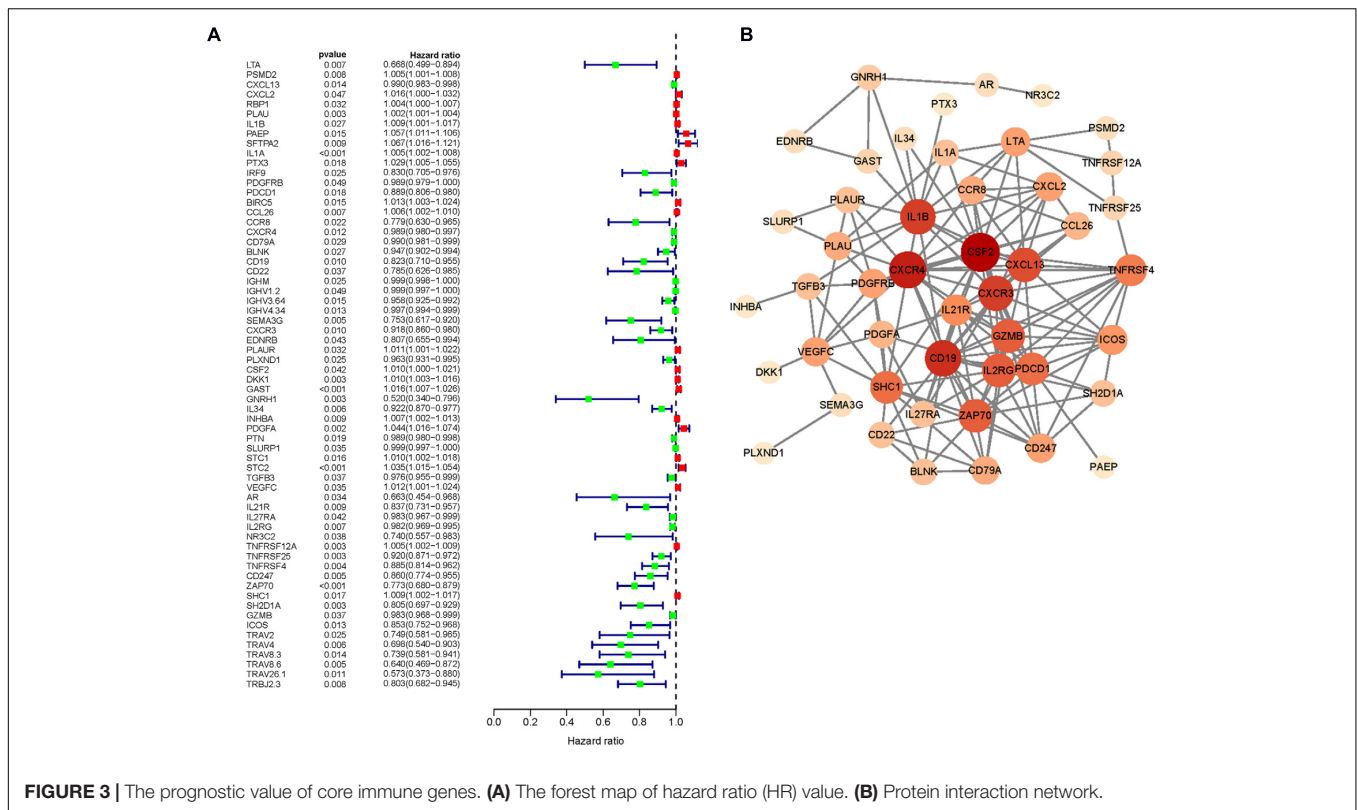 A
pvalue Hazard ratio
LTA 0.007 0.668(0.499−0.894)
PSMD2 0.008 1.005(1.001−1.008)
CXCL13 0.014 0.990(0.983−0.998)
CXCL2 0.047 1.016(1.000−1.032)
RBP1 0.032 1.004(1.000−1.007)
PLAU 0.003 1.002(1.001−1.004)
IL1B 0.027 1.009(1.001−1.017)
PAEP 0.015 1.057(1.011−1.106)
SFTPA2 0.009 1.067(1.016−1.121)
IL1A <0.001 1.005(1.002−1.008)
PTX3 0.018 1.029(1.005−1.055)
IRF9 0.025 0.830(0.705−0.976)
PDGFRB 0.049 0.989(0.979−1.000)
PDCD1 0.018 0.889(0.806−0.980)
BIRC5 0.015 1.013(1.003−1.024)
CCL26 0.007 1.006(1.002−1.010)
CCR8 0.022 0.779(0.630−0.965)
CXCR4 0.012 0.989(0.980−0.997)
CD79A 0.029 0.990(0.981−0.999)
BLNK 0.027 0.947(0.902−0.994)
CD19 0.010 0.823(0.710−0.955)
CD22 0.037 0.785(0.626−0.985)
IGHM 0.025 0.999(0.998−1.000)
IGHV1.2 0.049 0.999(0.997−1.000)
IGHV3.64 0.015 0.958(0.925−0.992)
IGHV4.34 0.013 0.997(0.994−0.999)
SEMA3G 0.005 0.753(0.617−0.920)
CXCR3 0.010 0.918(0.860−0.980)
EDNRB 0.043 0.807(0.655−0.994)
PLAUR 0.032 1.011(1.001−1.022)
PLXND1 0.025 0.963(0.931−0.995)
CSF2 0.042 1.010(1.000−1.021)
DKK1 0.003 1.010(1.003−1.016)
GAST <0.001 1.016(1.007−1.026)
GNRH1 0.003 0.520(0.340−0.796)
IL34 0.006 0.922(0.870−0.977)
INHBA 0.009 1.007(1.002−1.013)
PDGFA 0.002 1.044(1.016−1.074)
PTN 0.019 0.989(0.980−0.998)
SLURP1 0.035 0.999(0.997−1.000)
STC1 0.016 1.010(1.002−1.018)
STC2 <0.001 1.035(1.015−1.054)
TGFB3 0.037 0.976(0.955−0.999)
VEGFC 0.035 1.012(1.001−1.024)
AR 0.034 0.663(0.454−0.968)
IL21R 0.009 0.837(0.731−0.957)
IL27RA 0.042 0.983(0.967−0.999)
IL2RG 0.007 0.982(0.969−0.995)
NR3C2 0.038 0.740(0.557−0.983)
TNFRSF12A 0.003 1.005(1.002−1.009)
TNFRSF25 0.003 0.920(0.871−0.972)
TNFRSF4 0.004 0.885(0.814−0.962)
CD247 0.005 0.860(0.774−0.955)
ZAP70 <0.001 0.773(0.680−0.879)
SHC1 0.017 1.009(1.002−1.017)
SH2D1A 0.003 0.805(0.697−0.929)
GZMB 0.037 0.983(0.968−0.999)
ICOS 0.013 0.853(0.752−0.968)
TRAV2 0.025 0.749(0.581−0.965)
TRAV4 0.006 0.698(0.540−0.903)
TRAV8.3 0.014 0.739(0.581−0.941)
TRAV8.6 0.005 0.640(0.469−0.872)
TRAV26.1 0.011 0.573(0.373−0.880)
TRBJ2.3 0.008 0.803(0.682−0.945)
0.0 0.2 0.4 0.6 0.8 1.0
Hazard ratio
B
GNRH1
AR
NR3C2
PTX3
EDNRB
GAST
IL34
IL1A
LTA
PSMD2
TNFRSF12A
TNFRSF25
CCR8
CXCL2
CCL26
PLAUR
SLURP1
IL1B
PLAU
CSF2
CXCR4
CXCL13
TNFRSF4
TGFB3
PDGFRB
CXCR3
INHBA
IL21R
PDGFA
GZMB
ICOS
VEGFC
CD19
IL2RG
PDCD1
DKK1
SHC1
SH2D1A
SEMA3G
IL27RA
ZAP70
CD22
CD247
PLXND1
BLNK
CD79A
PAEP
FIGURE 3 | The prognostic value of core immune genes. (A) The forest map of hazard ratio (HR) value. (B) Protein interaction network.